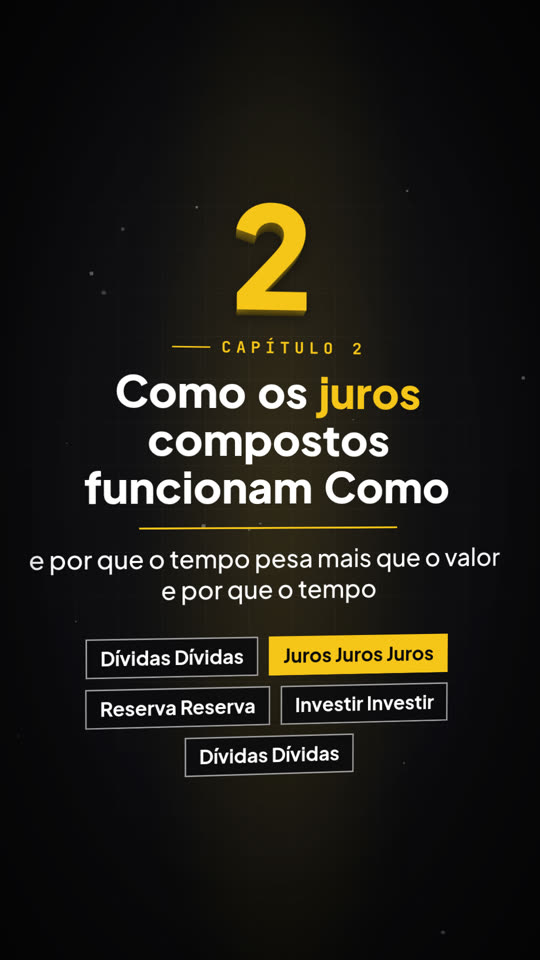 2
CAPÍTULO 2
Como os juros
compostos
funcionam Como
e por que o tempo pesa mais que o valor
e por que o tempo
Dívidas Dívidas
Juros Juros Juros
Reserva Reserva
Investir Investir
Dívidas Dívidas